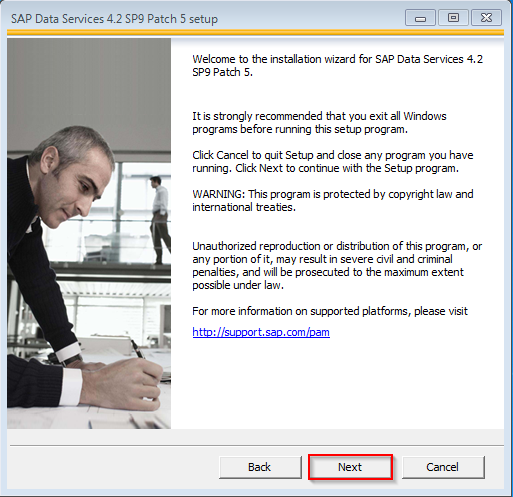 SAP Data Services 4.2 SP9 Patch 5 setup
Welcome to the installation wizard for SAP Data Services 4.2
SP9 Patch 5.
It is strongly recommended that you exit all Windows
programs before running this setup program.
Click Cancel to quit Setup and close any program you have
running. Click Next to continue with the Setup program.
WARNING: This program is protected by copyright law and
international treaties.
Unauthorized reproduction or distribution of this program, or
any portion of it, may result in severe civil and criminal
penalties, and will be prosecuted to the maximum extent
possible under law.
For more information on supported platforms, please visit
http://support.sap.com/pam
Back Next Cancel